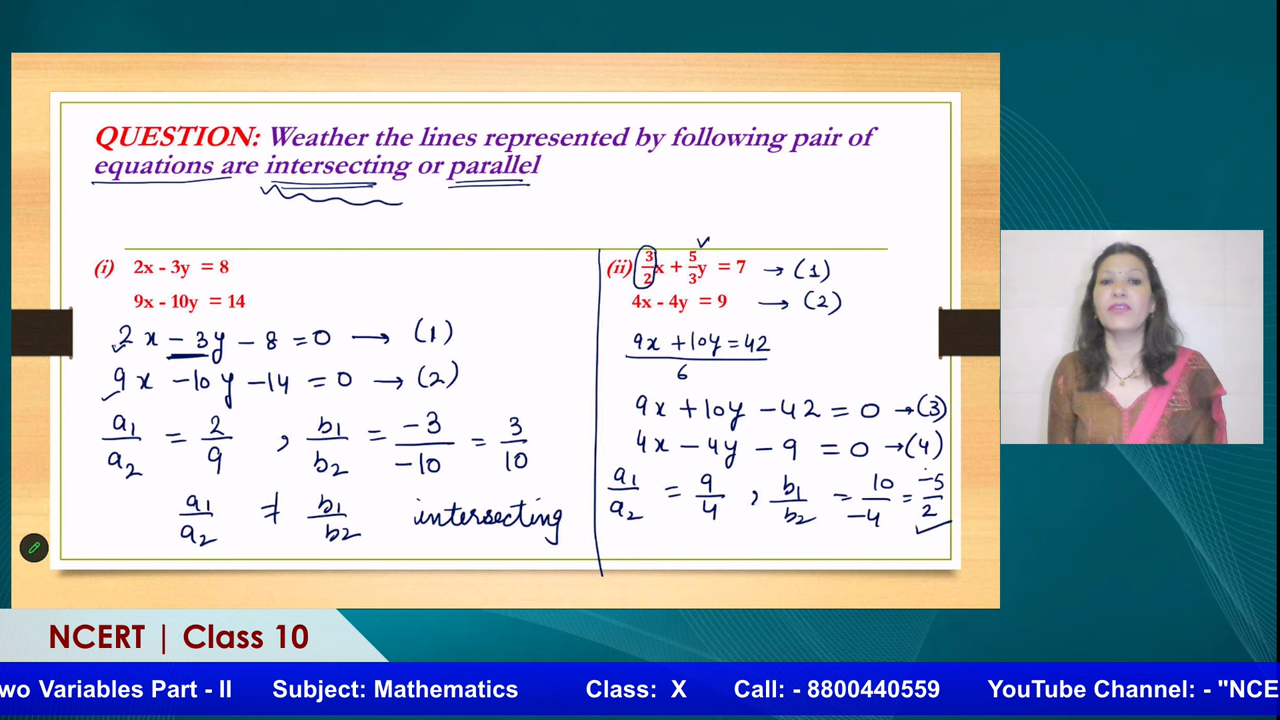 QUESTION: Weather the lines represented by following pair of
equations are intersecting or parallel
(i) 2x - 3y = 8
9x - 10y = 14
2x - 3y - 8 = 0 → (1)
9x - 10y - 14 = 0 → (2)
a₁/a₂ = 2/9 , b₁/b₂ = -3/-10 = 3/10
a₁/a₂ ≠ b₁/b₂ intersecting
(ii) 3/2x + 5/3y = 7 → (1)
4x - 4y = 9 → (2)
9x + 10y = 42
6
9x + 10y - 42 = 0 → (3)
4x - 4y - 9 = 0 → (4)
a₁/a₂ = 9/4 , b₁/b₂ = 10/-4 = -5/2
NCERT | Class 10
wo Variables Part - II Subject: Mathematics Class: X Call: - 8800440559 YouTube Channel: - "NCE